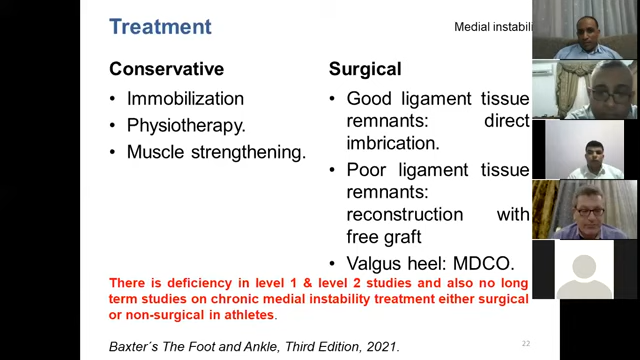 Treatment
Medial instabili
Conservative
• Immobilization
• Physiotherapy.
• Muscle strengthening.
Surgical
• Good ligament tissue
remnants: direct
imbrication.
• Poor ligament tissue
remnants:
reconstruction with
free graft
• Valgus heel: MDCO.
There is deficiency in level 1 & level 2 studies and also no long
term studies on chronic medial instability treatment either surgical
or non-surgical in athletes.
Baxter´s The Foot and Ankle, Third Edition, 2021.
22